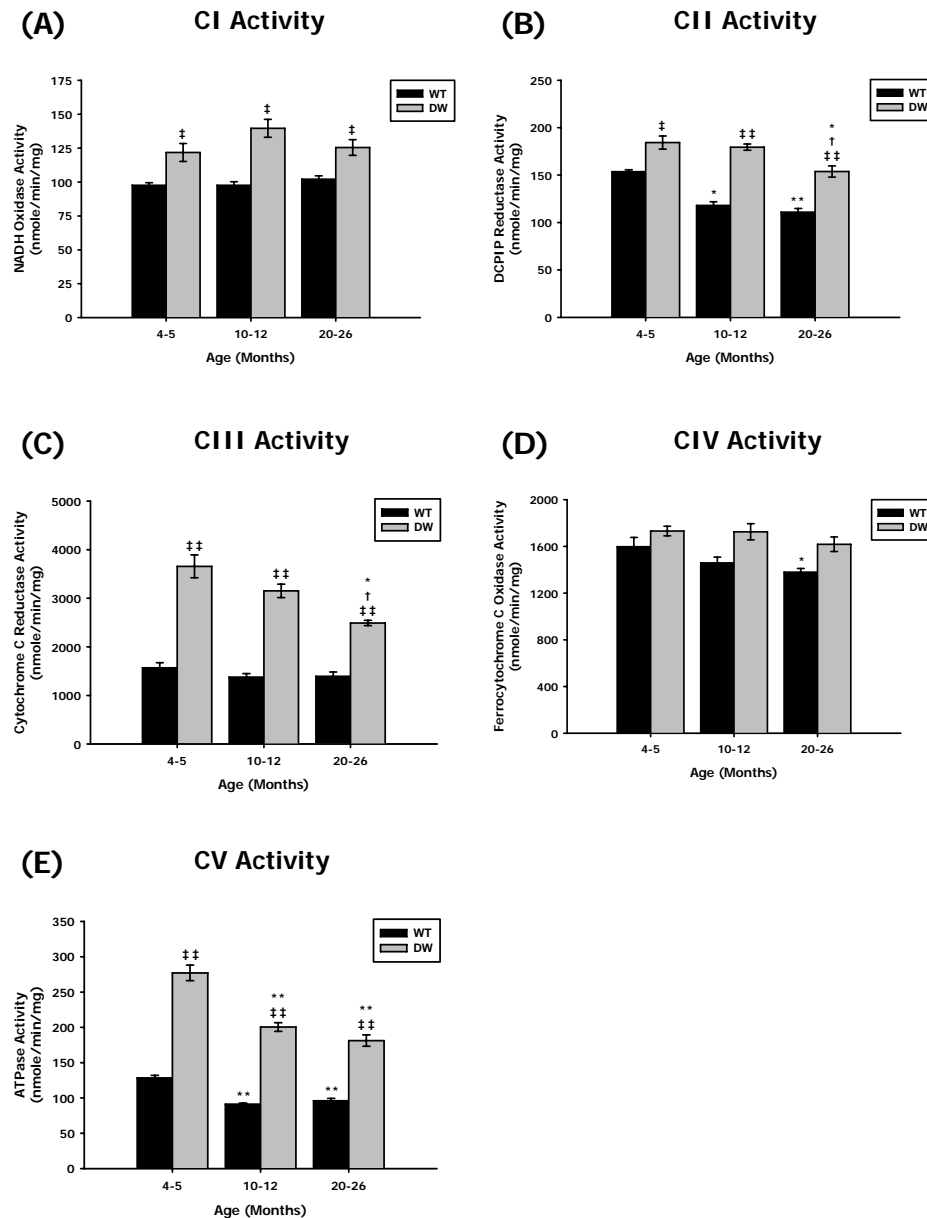 (A) CI Activity
NADH Oxidase Activity
(nmole/min/mg)
175
150
125
100
75
50
25
0
WT
DW
‡
‡
‡
4-5 10-12 20-26
Age (Months)
(B) CII Activity
DCPIP Reductase Activity
(nmole/min/mg)
250
200
150
100
50
0
WT
DW
‡
*
‡‡
**
*
†
‡‡
4-5 10-12 20-26
Age (Months)
(C) CIII Activity
Cytochrome C Reductase Activity
(nmole/min/mg)
5000
4000
3000
2000
1000
0
WT
DW
‡‡
‡‡
*
†
‡‡
4-5 10-12 20-26
Age (Months)
(D) CIV Activity
Ferrocytochrome C Oxidase Activity
(nmole/min/mg)
2000
1600
1200
800
400
0
WT
DW
*
4-5 10-12 20-26
Age (Months)
(E) CV Activity
ATPase Activity
(nmole/min/mg)
350
300
250
200
150
100
50
0
WT
DW
‡‡
**
**
‡‡
**
**
‡‡
4-5 10-12 20-26
Age (Months)